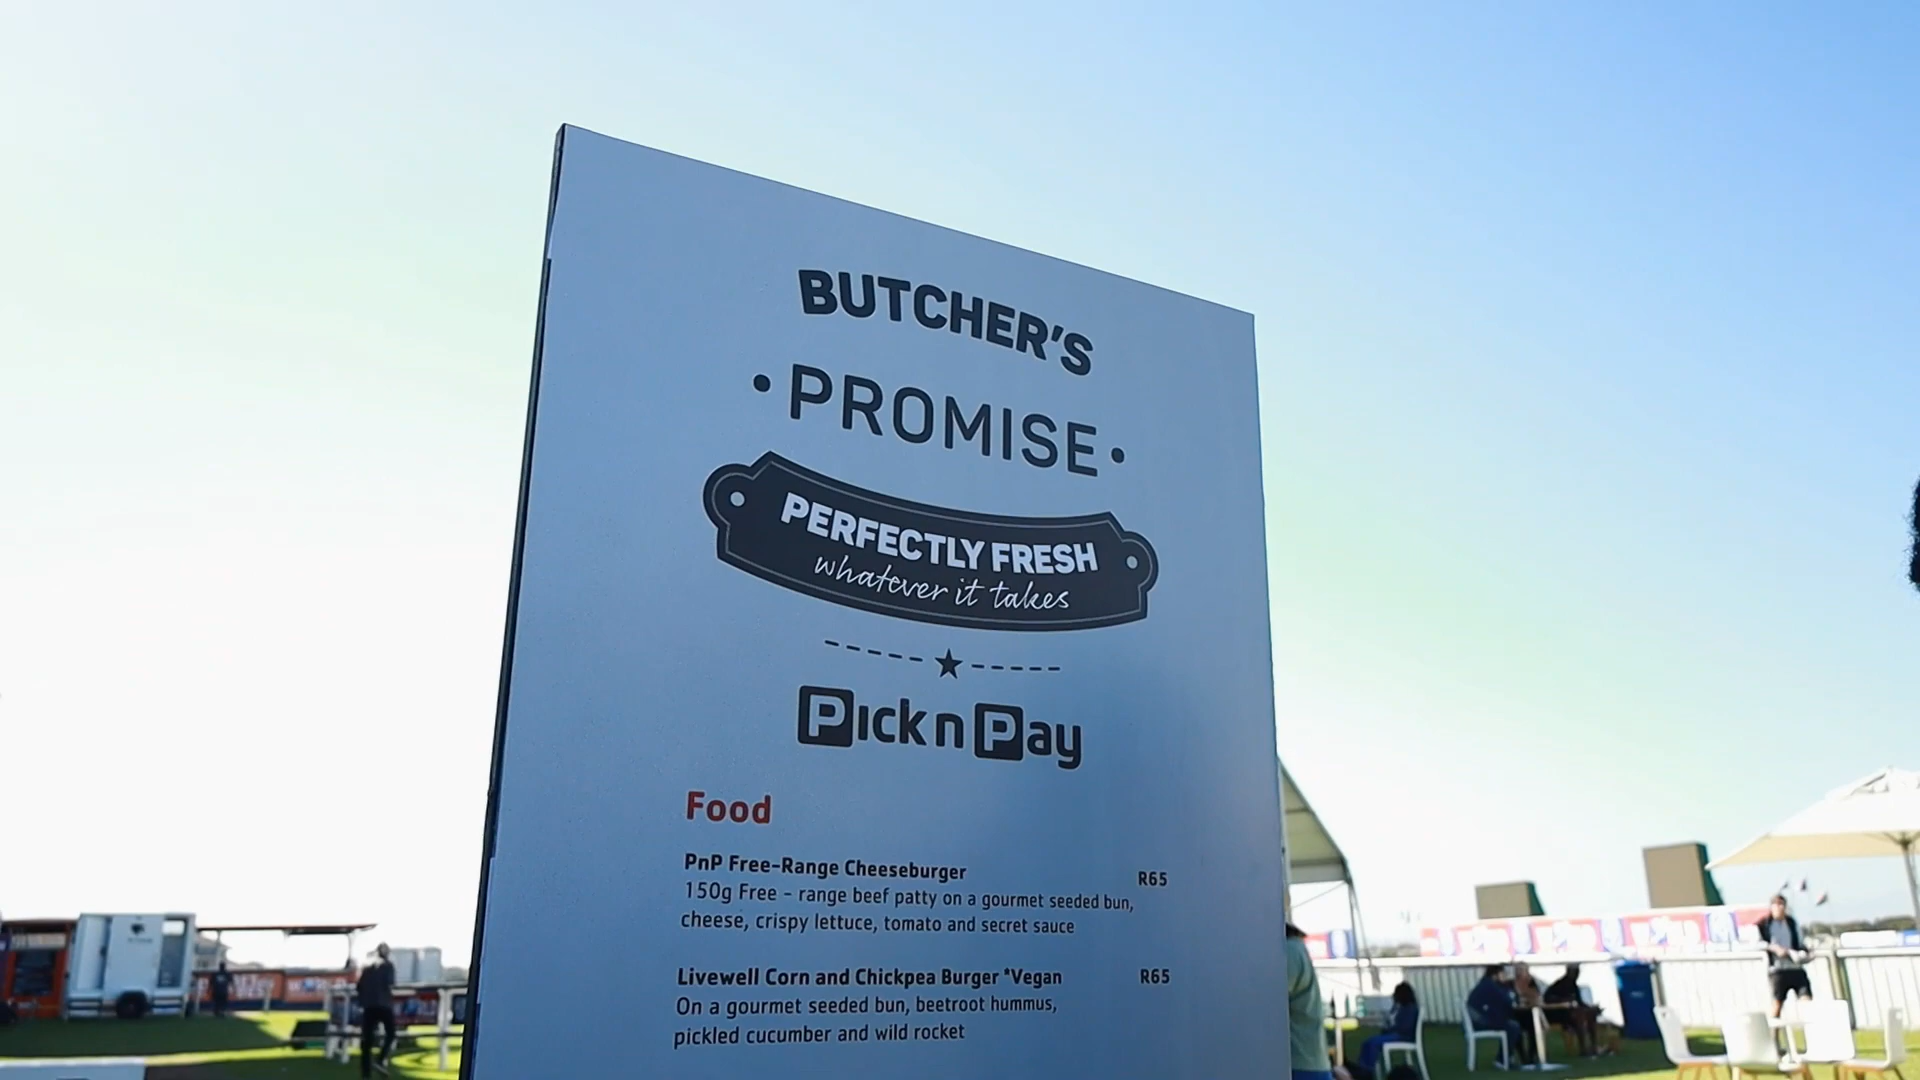 BUTCHER'S
• PROMISE •
PERFECTLY FRESH
whatever it takes
Pick n Pay
Food
PnP Free-Range Cheeseburger R65
150g Free - range beef patty on a gourmet seeded bun,
cheese, crispy lettuce, tomato and secret sauce
Livewell Corn and Chickpea Burger *Vegan R65
On a gourmet seeded bun, beetroot hummus,
pickled cucumber and wild rocket